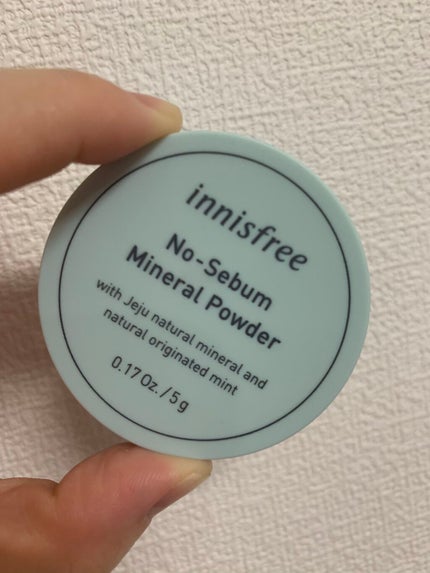 innisfree
No-Sebum
Mineral Powder
with Jeju natural mineral and
natural originated mint
0.17 Oz. / 5 g